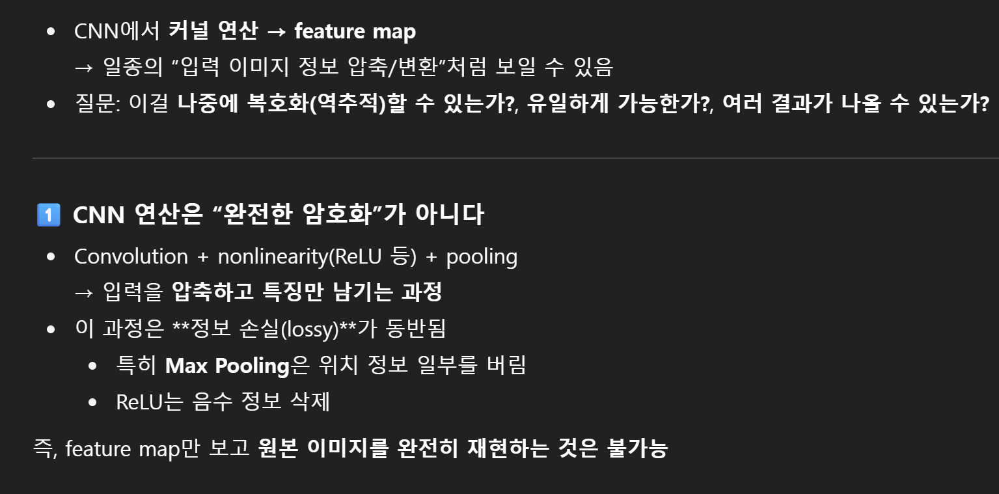 • CNN에서 커널 연산 → feature map
→ 일종의 “입력 이미지 정보 압축/변환”처럼 보일 수 있음
• 질문: 이걸 나중에 복호화(역추적)할 수 있는가?, 유일하게 가능한가?, 여러 결과가 나올 수 있는가?
1️⃣ CNN 연산은 “완전한 암호화”가 아니다
• Convolution + nonlinearity(ReLU 등) + pooling
→ 입력을 압축하고 특징만 남기는 과정
• 이 과정은 **정보 손실(lossy)**가 동반됨
• 특히 Max Pooling은 위치 정보 일부를 버림
• ReLU는 음수 정보 삭제
즉, feature map만 보고 원본 이미지를 완전히 재현하는 것은 불가능